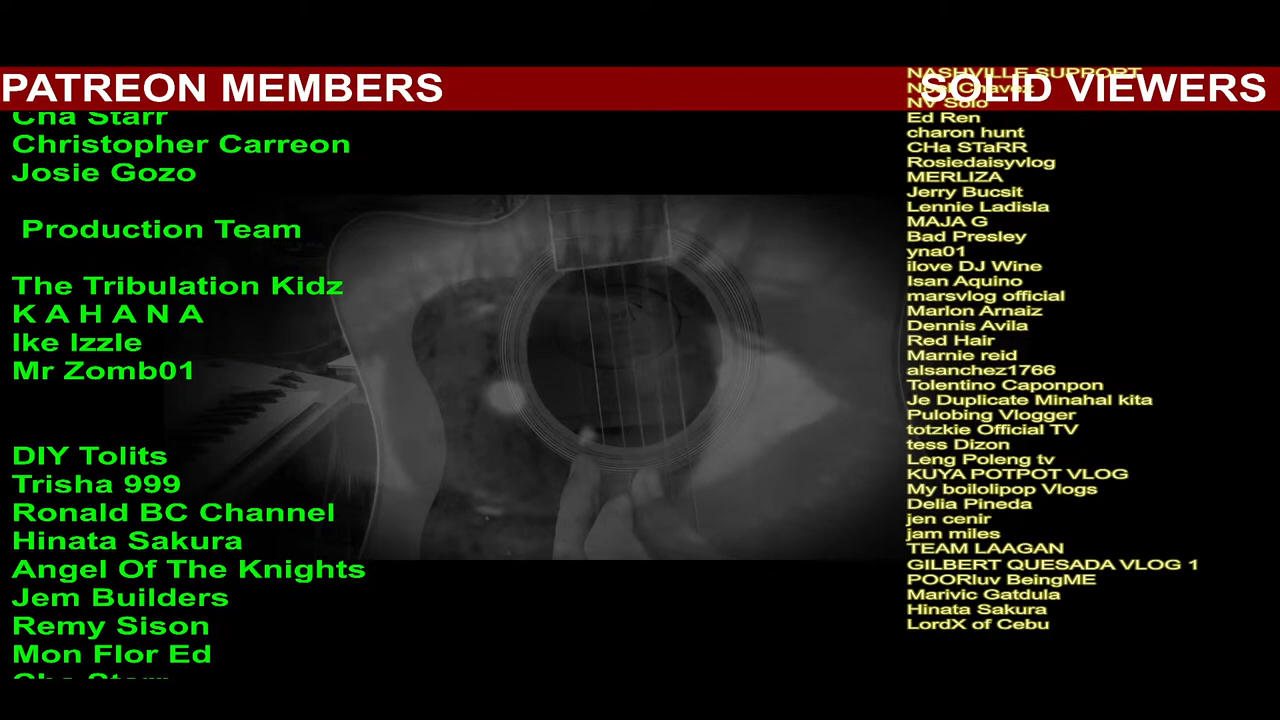 PATREON MEMBERS
Cha Starr
Christopher Carreon
Josie Gozo
Production Team
The Tribulation Kidz
K A H A N A
Ike Izzle
Mr Zomb01
DIY Tolits
Trisha 999
Ronald BC Channel
Hinata Sakura
Angel Of The Knights
Jem Builders
Remy Sison
Mon Flor Ed
Cha Starr
SOLID VIEWERS
NASHVILLE SUPPORT
Noel Chavez
NV Solo
Ed Ren
charon hunt
CHa STaRR
Rosiedaisyvlog
MERLIZA
Jerry Bucsit
Lennie Ladisla
MAJA G
Bad Presley
yna01
ilove DJ Wine
Isan Aquino
marsvlog official
Marlon Arnaiz
Dennis Avila
Red Hair
Marnie reid
alsanchez1766
Tolentino Caponpon
Je Duplicate Minahal kita
Pulobing Vlogger
totzkie Official TV
tess Dizon
Leng Poleng tv
KUYA POTPOT VLOG
My boilolipop Vlogs
Delia Pineda
jen cenir
jam miles
TEAM LAAGAN
GILBERT QUESADA VLOG 1
POORluv BeingME
Marivic Gatdula
Hinata Sakura
LordX of Cebu